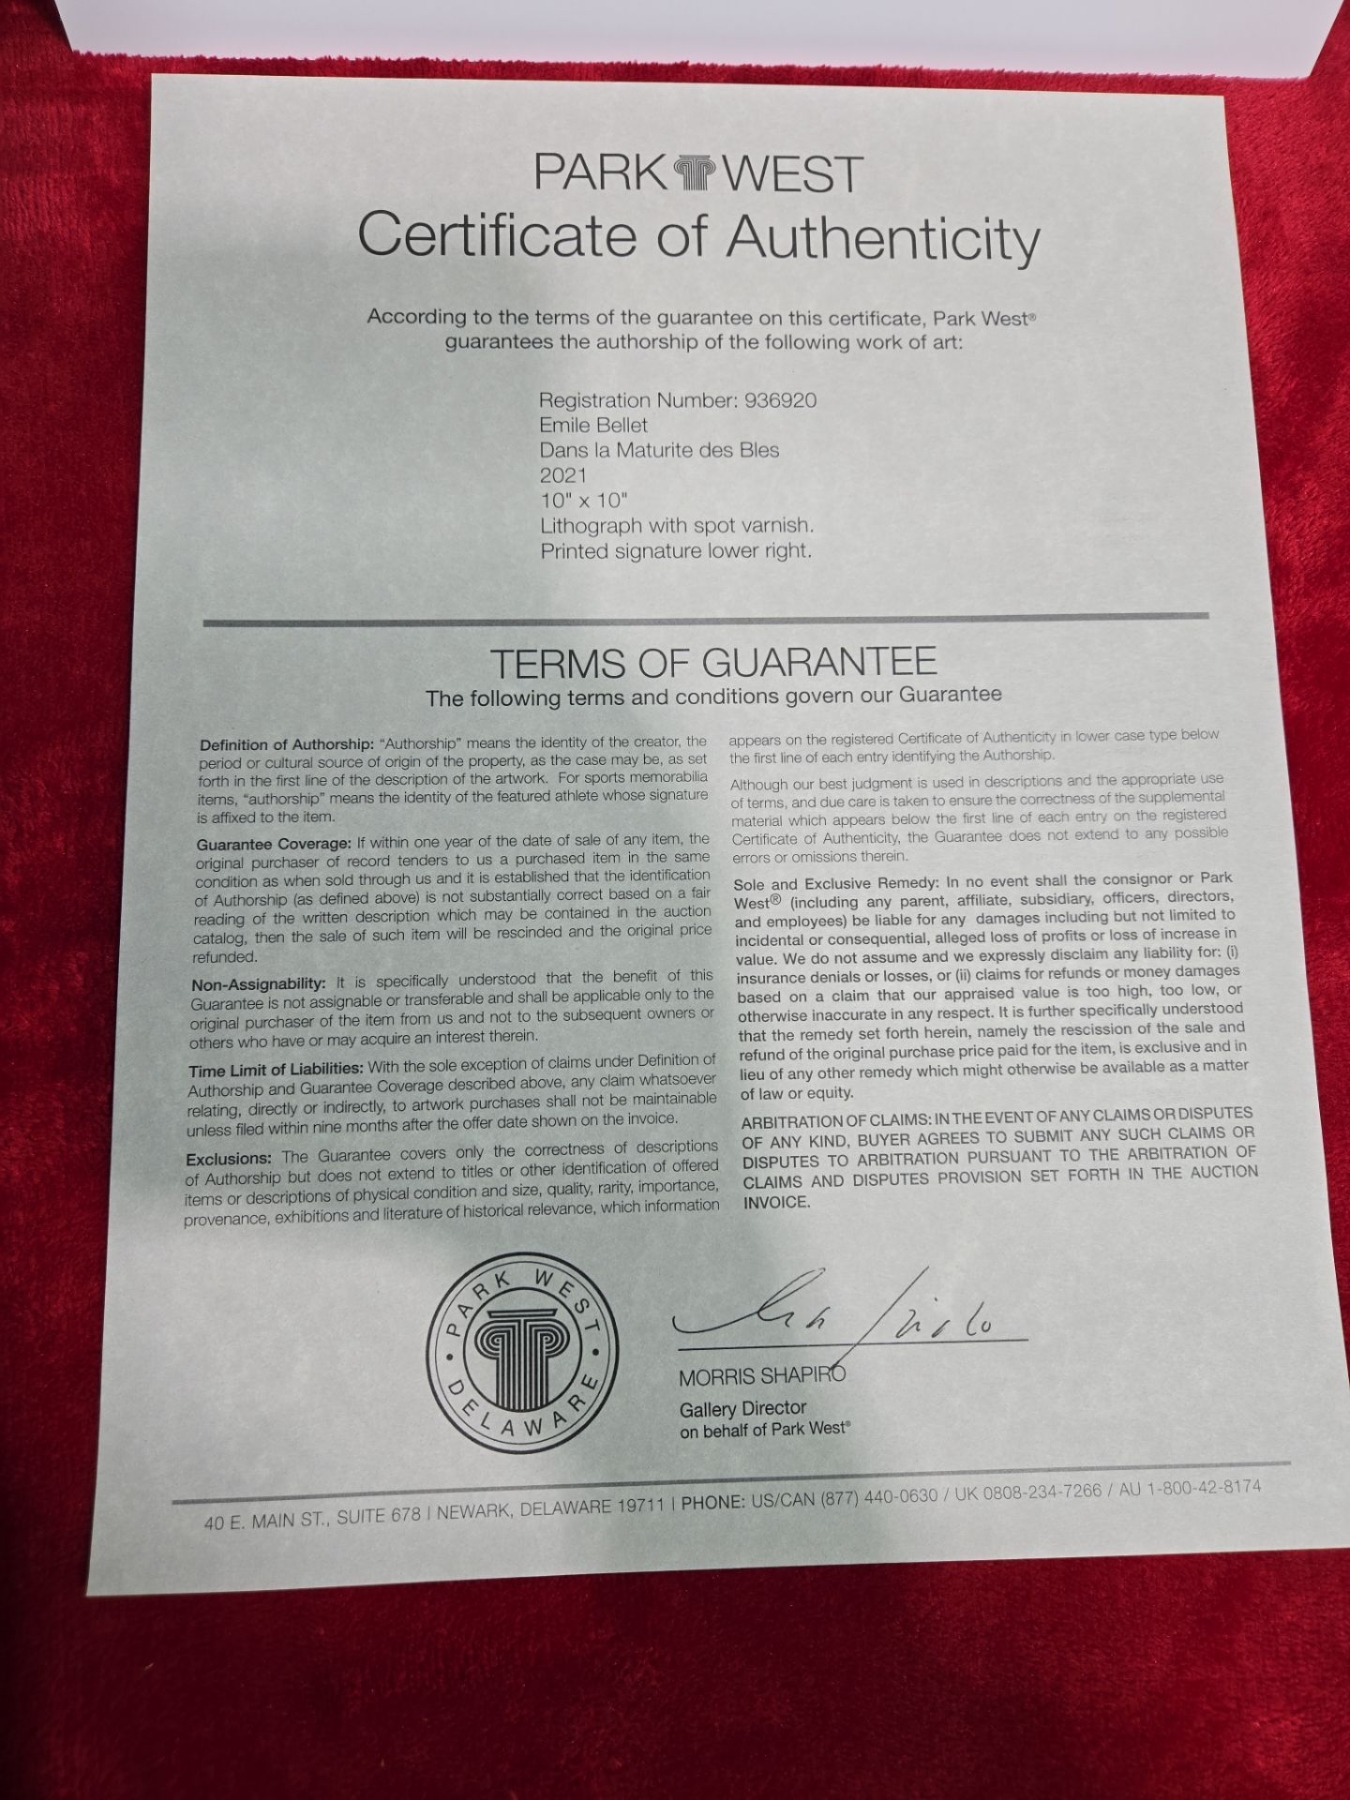 PARK WEST
Certificate of Authenticity
According to the terms of the guarantee on this certificate, Park West®
guarantees the authorship of the following work of art:
Registration Number: 936920
Emile Bellet
Dans la Maturite des Bles
2021
10" x 10"
Lithograph with spot varnish.
Printed signature lower right.
TERMS OF GUARANTEE
The following terms and conditions govern our Guarantee
Definition of Authorship: “Authorship” means the identity of the creator, the
period or cultural source of origin of the property, as the case may be, as set
forth in the first line of the description of the artwork. For sports memorabilia
items, “authorship” means the identity of the featured athlete whose signature
is affixed to the item.
Guarantee Coverage: If within one year of the date of sale of any item, the
original purchaser of record tenders to us a purchased item in the same
condition as when sold through us and it is established that the identification
of Authorship (as defined above) is not substantially correct based on a fair
reading of the written description which may be contained in the auction
catalog, then the sale of such item will be rescinded and the original price
refunded.
Non-Assignability: It is specifically understood that the benefit of this
Guarantee is not assignable or transferable and shall be applicable only to the
original purchaser of the item from us and not to the subsequent owners or
others who have or may acquire an interest therein.
Time Limit of Liabilities: With the sole exception of claims under Definition of
Authorship and Guarantee Coverage described above, any claim whatsoever
relating, directly or indirectly, to artwork purchases shall not be maintainable
unless filed within nine months after the offer date shown on the invoice.
Exclusions: The Guarantee covers only the correctness of descriptions
of Authorship but does not extend to titles or other identification of offered
items or descriptions of physical condition and size, quality, rarity, importance,
provenance, exhibitions and literature of historical relevance, which information
appears on the registered Certificate of Authenticity in lower case type below
the first line of each entry identifying the Authorship.
Although our best judgment is used in descriptions and the appropriate use
of terms, and due care is taken to ensure the correctness of the supplemental
material which appears below the first line of each entry on the registered
Certificate of Authenticity, the Guarantee does not extend to any possible
errors or omissions therein.
Sole and Exclusive Remedy: In no event shall the consignor or Park
West® (including any parent, affiliate, subsidiary, officers, directors,
and employees) be liable for any damages including but not limited to
incidental or consequential, alleged loss of profits or loss of increase in
value. We do not assume and we expressly disclaim any liability for: (i)
insurance denials or losses, or (ii) claims for refunds or money damages
based on a claim that our appraised value is too high, too low, or
otherwise inaccurate in any respect. It is further specifically understood
that the remedy set forth herein, namely the rescission of the sale and
refund of the original purchase price paid for the item, is exclusive and in
lieu of any other remedy which might otherwise be available as a matter
of law or equity.
ARBITRATION OF CLAIMS: IN THE EVENT OF ANY CLAIMS OR DISPUTES
OF ANY KIND, BUYER AGREES TO SUBMIT ANY SUCH CLAIMS OR
DISPUTES TO ARBITRATION PURSUANT TO THE ARBITRATION OF
CLAIMS AND DISPUTES PROVISION SET FORTH IN THE AUCTION
INVOICE.
PARK WEST
DELAWARE
MORRIS SHAPIRO
Gallery Director
on behalf of Park West®
40 E. MAIN ST., SUITE 678 | NEWARK, DELAWARE 19711 | PHONE: US/CAN (877) 440-0630 / UK 0808-234-7266 / AU 1-800-42-8174